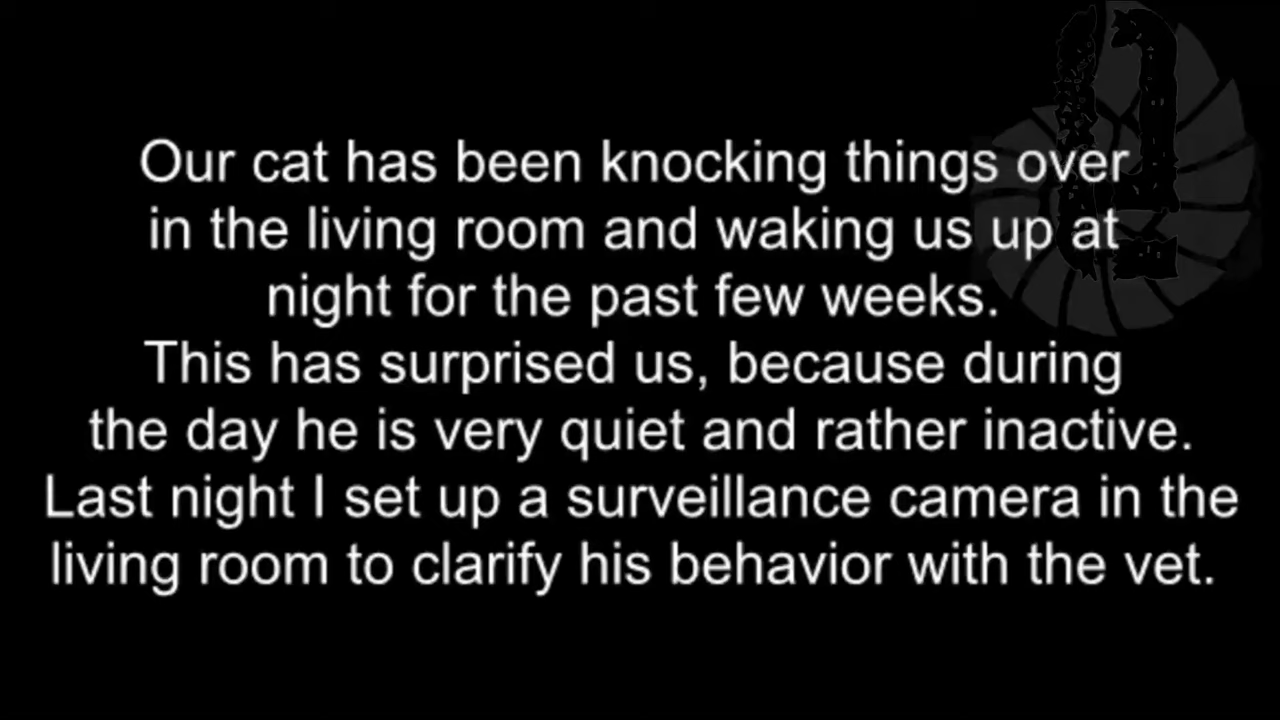 Our cat has been knocking things over
in the living room and waking us up at
night for the past few weeks.
This has surprised us, because during
the day he is very quiet and rather inactive.
Last night I set up a surveillance camera in the
living room to clarify his behavior with the vet.